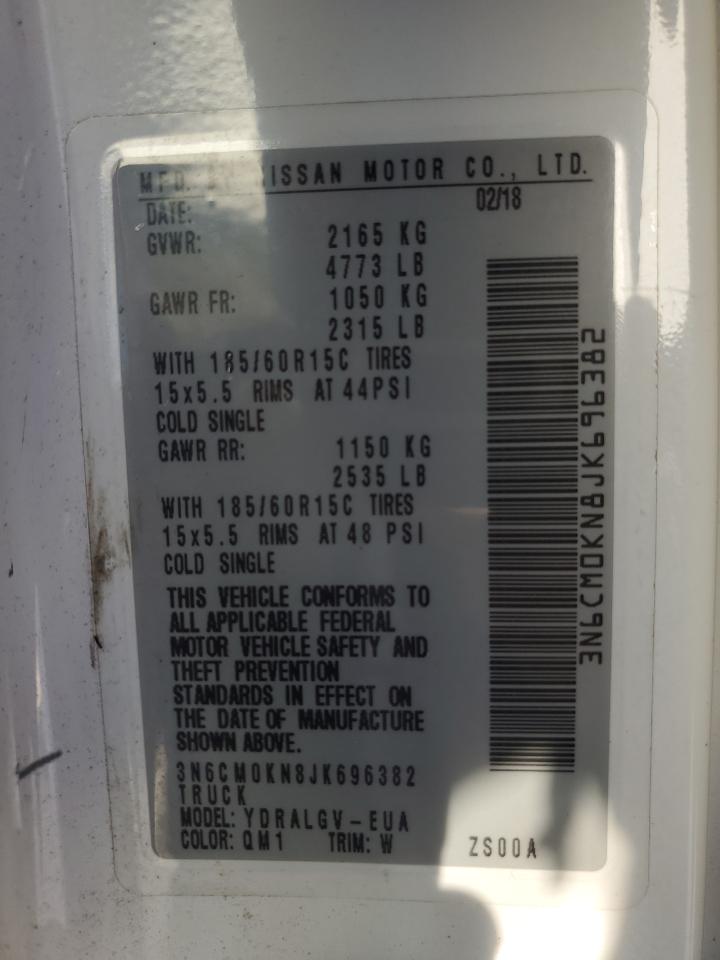 MFD. BY NISSAN MOTOR CO., LTD.
DATE: 02/18
GVWR: 2165 KG
4773 LB
GAWR FR: 1050 KG
2315 LB
WITH 185/60R15C TIRES
15x5.5 RIMS AT 44PSI
COLD SINGLE
GAWR RR: 1150 KG
2535 LB
WITH 185/60R15C TIRES
15x5.5 RIMS AT 48 PSI
COLD SINGLE
THIS VEHICLE CONFORMS TO
ALL APPLICABLE FEDERAL
MOTOR VEHICLE SAFETY AND
THEFT PREVENTION
STANDARDS IN EFFECT ON
THE DATE OF MANUFACTURE
SHOWN ABOVE.
3N6CM0KN8JK696382
TRUCK
MODEL: YDRALGV-EUA
COLOR: QM1 TRIM: W ZS00A
3N6CM0KN8JK696382